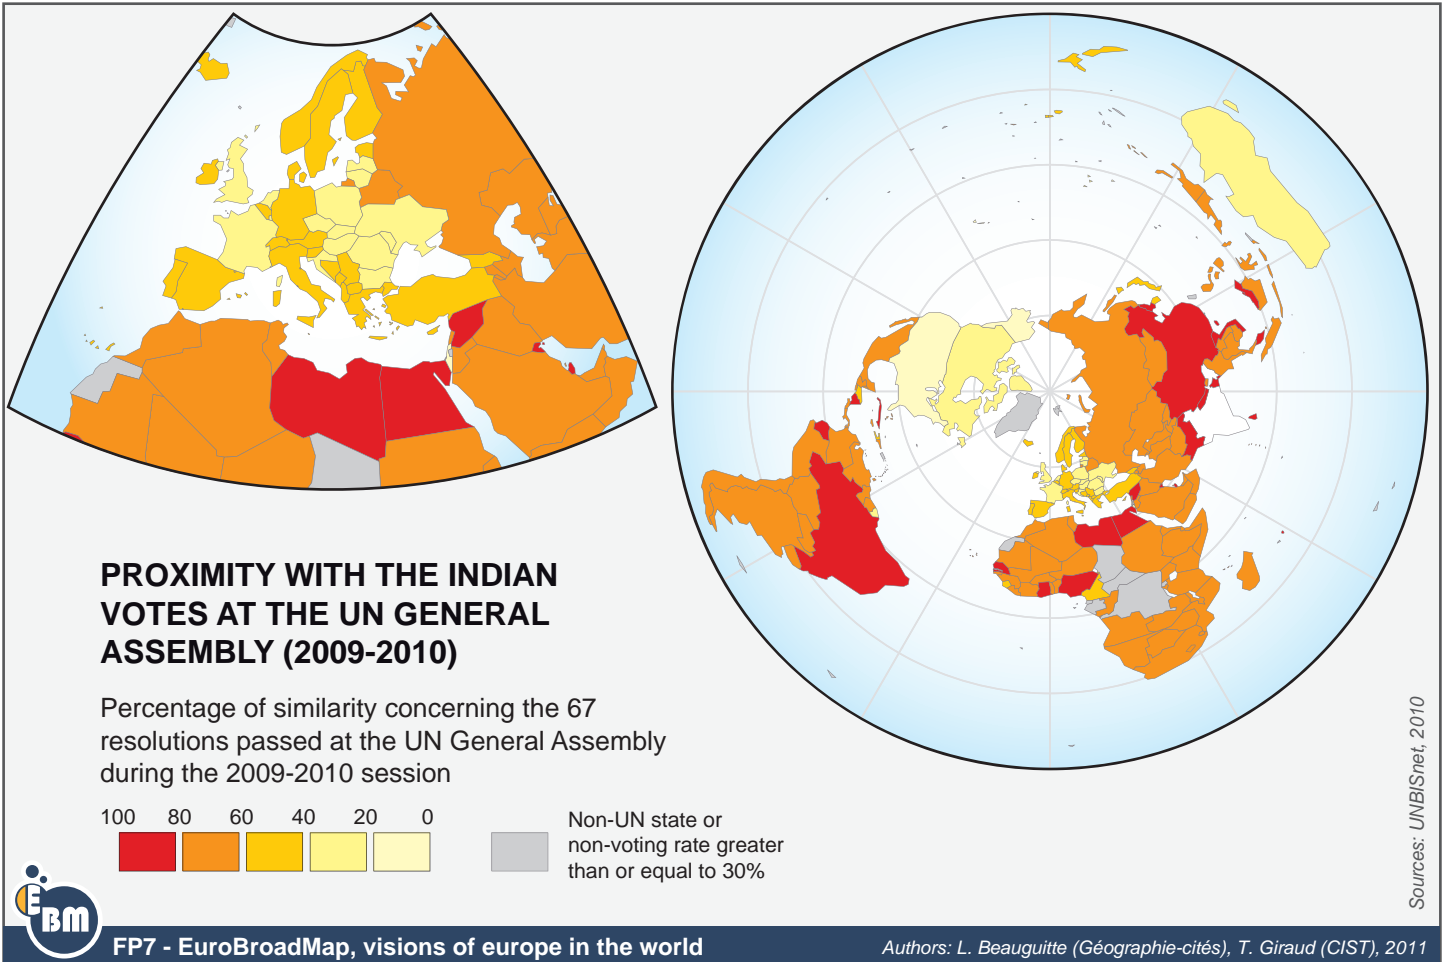 PROXIMITY WITH THE INDIAN
VOTES AT THE UN GENERAL
ASSEMBLY (2009-2010)
Percentage of similarity concerning the 67
resolutions passed at the UN General Assembly
during the 2009-2010 session
100 80 60 40 20 0
Non-UN state or
non-voting rate greater
than or equal to 30%
Sources: UNBISnet, 2010
EBM
FP7 - EuroBroadMap, visions of europe in the world
Authors: L. Beauguitte (Géographie-cités), T. Giraud (CIST), 2011